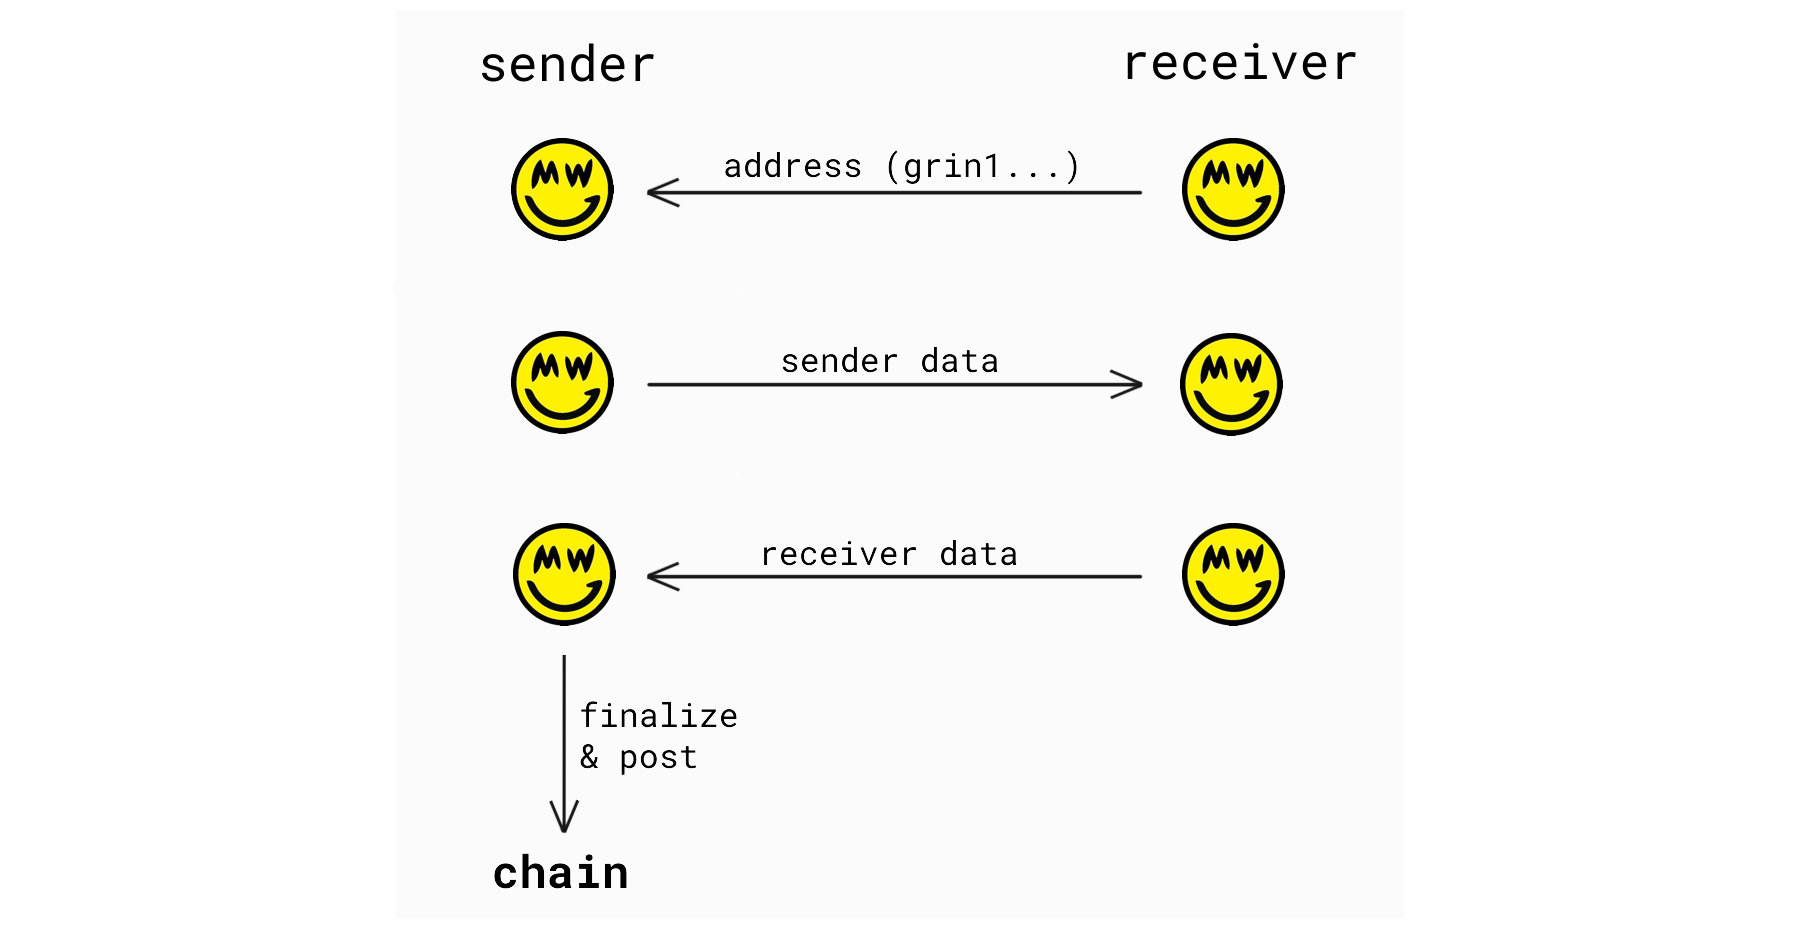 sender
receiver
MW
address (grin1...)
MW
MW
sender data
MW
MW
receiver data
MW
finalize
& post
chain